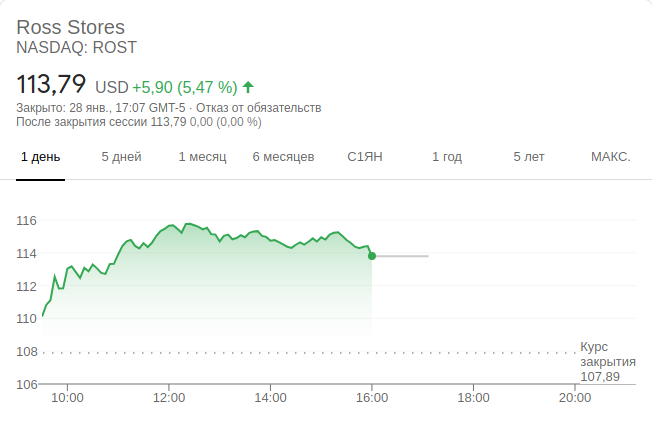 Ross Stores
NASDAQ: ROST
113,79 USD +5,90 (5,47 %)
Закрыто: 28 янв., 17:07 GMT-5 · Отказ от обязательств
После закрытия сессии 113,79 0,00 (0,00 %)
1 день 5 дней 1 месяц 6 месяцев С1ЯН 1 год 5 лет МАКС.
116
114
112
110
108
Курс
закрытия
107,89
106
10:00 12:00 14:00 16:00 18:00 20:00